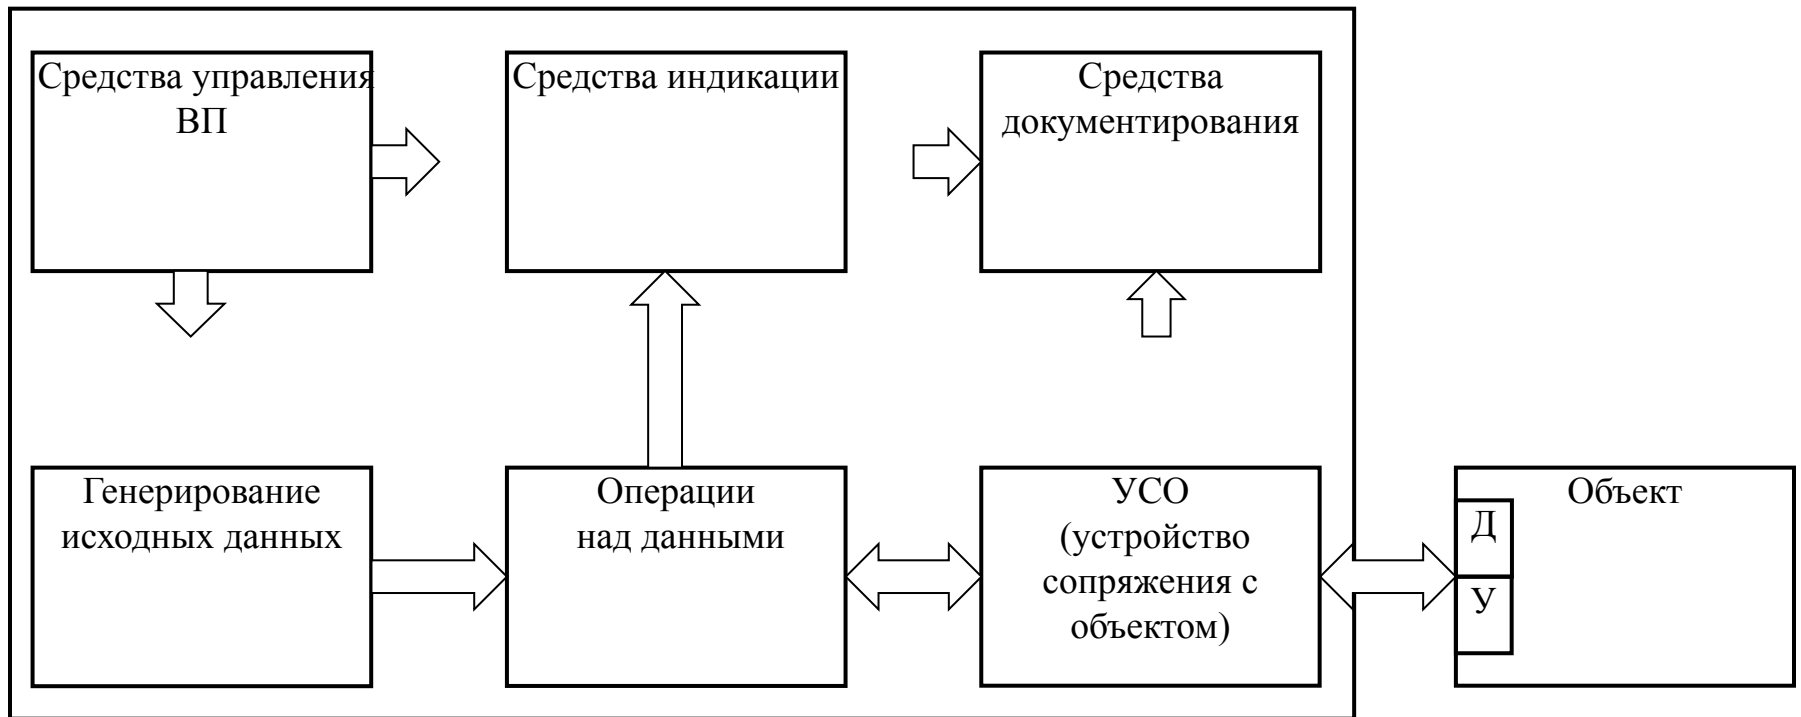 Средства управления
ВП
Средства индикации
Средства
документирования
Генерирование
исходных данных
Операции
над данными
УСО
(устройство
сопряжения с
объектом)
Объект
Д
У